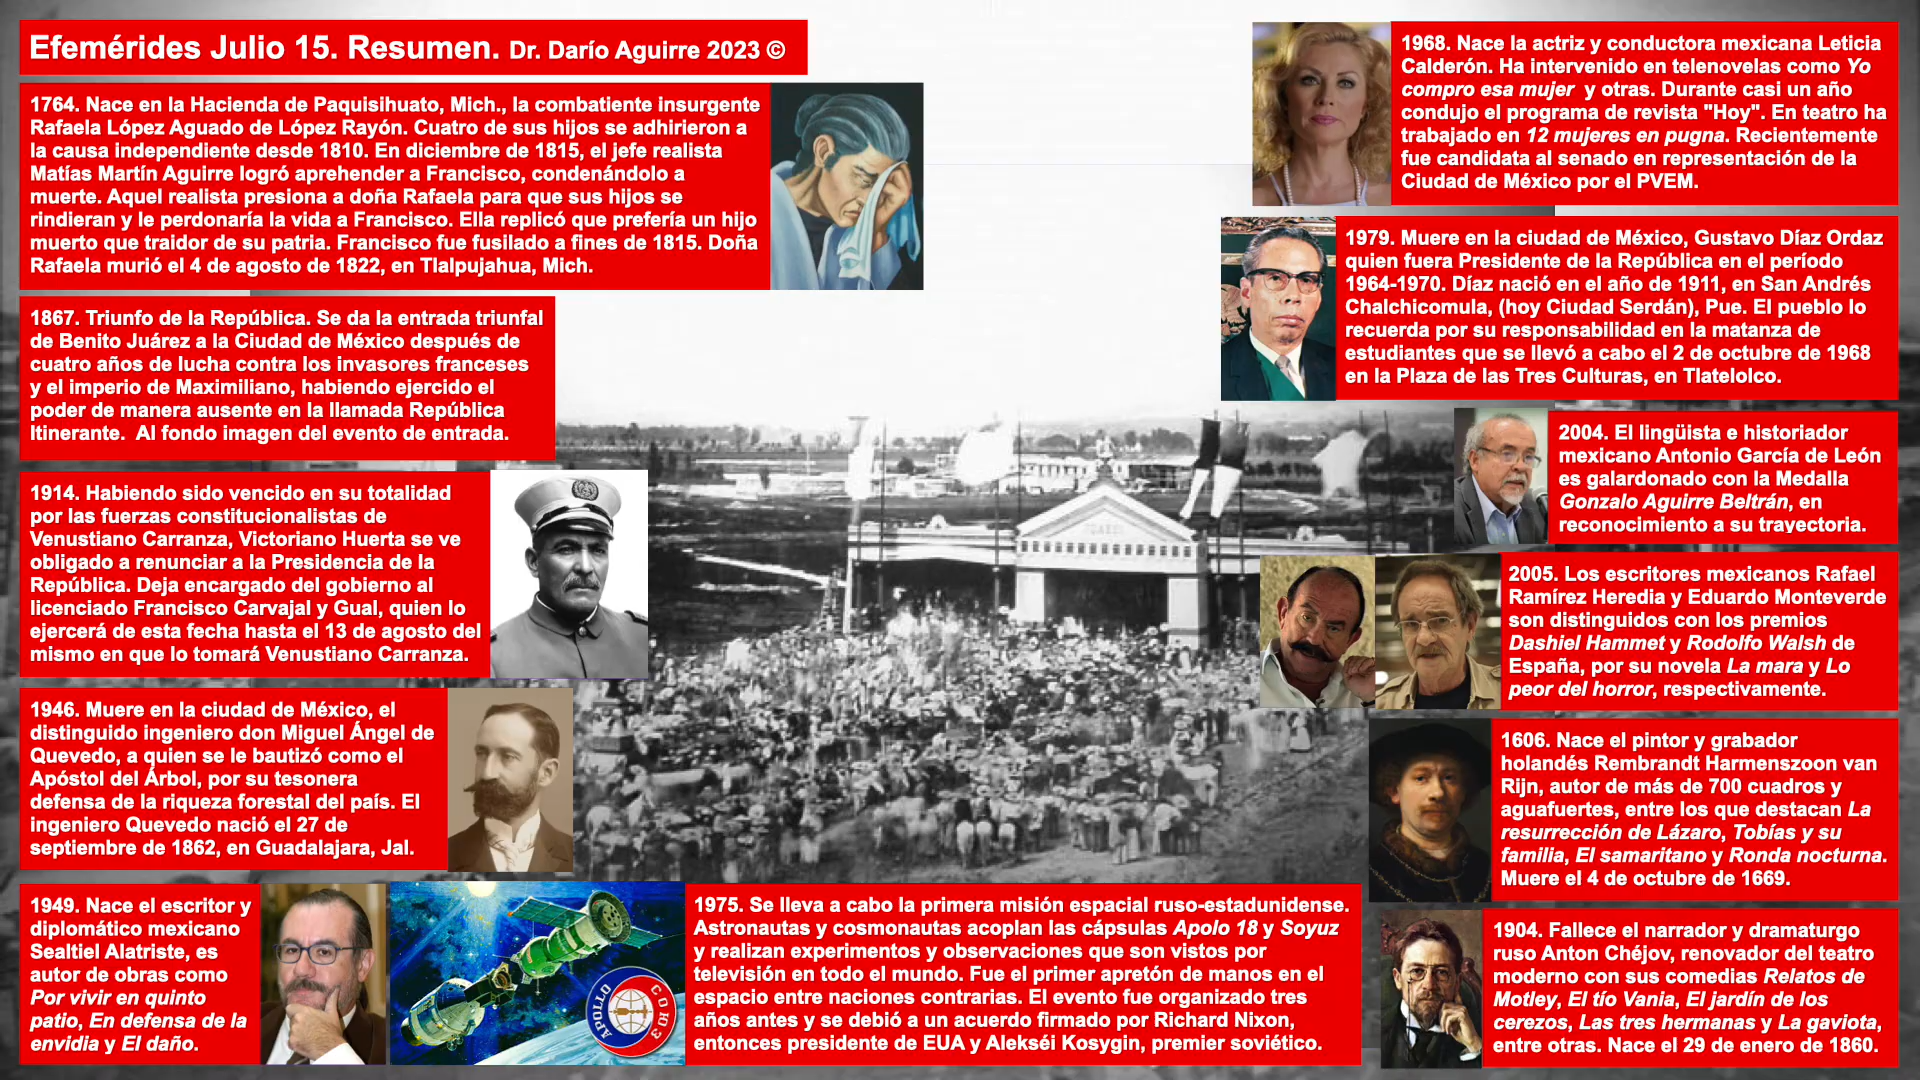 Efemérides Julio 15. Resumen. Dr. Darío Aguirre 2023 ©
1764. Nace en la Hacienda de Paquisihuato, Mich., la combatiente insurgente
Rafaela López Aguado de López Rayón. Cuatro de sus hijos se adhirieron a
la causa independiente desde 1810. En diciembre de 1815, el jefe realista
Matías Martín Aguirre logró aprehender a Francisco, condenándolo a
muerte. Aquel realista presiona a doña Rafaela para que sus hijos se
rindieran y le perdonaría la vida a Francisco. Ella replicó que prefería un hijo
muerto que traidor de su patria. Francisco fue fusilado a fines de 1815. Doña
Rafaela murió el 4 de agosto de 1822, en Tlalpujahua, Mich.
1867. Triunfo de la República. Se da la entrada triunfal
de Benito Juárez a la Ciudad de México después de
cuatro años de lucha contra los invasores franceses
y el imperio de Maximiliano, habiendo ejercido el
poder de manera ausente en la llamada República
Itinerante.  Al fondo imagen del evento de entrada.
1914. Habiendo sido vencido en su totalidad
por las fuerzas constitucionalistas de
Venustiano Carranza, Victoriano Huerta se ve
obligado a renunciar a la Presidencia de la
República. Deja encargado del gobierno al
licenciado Francisco Carvajal y Gual, quien lo
ejercerá de esta fecha hasta el 13 de agosto del
mismo en que lo tomará Venustiano Carranza.
1946. Muere en la ciudad de México, el
distinguido ingeniero don Miguel Ángel de
Quevedo, a quien se le bautizó como el
Apóstol del Árbol, por su tesonera
defensa de la riqueza forestal del país. El
ingeniero Quevedo nació el 27 de
septiembre de 1862, en Guadalajara, Jal.
1949. Nace el escritor y
diplomático mexicano
Sealtiel Alatriste, es
autor de obras como
Por vivir en quinto
patio, En defensa de la
envidia y El daño.
APOLLO
СОЮЗ
1975. Se lleva a cabo la primera misión espacial ruso-estadunidense.
Astronautas y cosmonautas acoplan las cápsulas Apolo 18 y Soyuz
y realizan experimentos y observaciones que son vistos por
televisión en todo el mundo. Fue el primer apretón de manos en el
espacio entre naciones contrarias. El evento fue organizado tres
años antes y se debió a un acuerdo firmado por Richard Nixon,
entonces presidente de EUA y Alekséi Kosygin, premier soviético.
1968. Nace la actriz y conductora mexicana Leticia
Calderón. Ha intervenido en telenovelas como Yo
compro esa mujer  y otras. Durante casi un año
condujo el programa de revista "Hoy". En teatro ha
trabajado en 12 mujeres en pugna. Recientemente
fue candidata al senado en representación de la
Ciudad de México por el PVEM.
1979. Muere en la ciudad de México, Gustavo Díaz Ordaz
quien fuera Presidente de la República en el período
1964-1970. Díaz nació en el año de 1911, en San Andrés
Chalchicomula, (hoy Ciudad Serdán), Pue. El pueblo lo
recuerda por su responsabilidad en la matanza de
estudiantes que se llevó a cabo el 2 de octubre de 1968
en la Plaza de las Tres Culturas, en Tlatelolco.
2004. El lingüista e historiador
mexicano Antonio García de León
es galardonado con la Medalla
Gonzalo Aguirre Beltrán, en
reconocimiento a su trayectoria.
2005. Los escritores mexicanos Rafael
Ramírez Heredia y Eduardo Monteverde
son distinguidos con los premios
Dashiel Hammet y Rodolfo Walsh de
España, por su novela La mara y Lo
peor del horror, respectivamente.
1606. Nace el pintor y grabador
holandés Rembrandt Harmenszoon van
Rijn, autor de más de 700 cuadros y
aguafuertes, entre los que destacan La
resurrección de Lázaro, Tobías y su
familia, El samaritano y Ronda nocturna.
Muere el 4 de octubre de 1669.
1904. Fallece el narrador y dramaturgo
ruso Anton Chéjov, renovador del teatro
moderno con sus comedias Relatos de
Motley, El tío Vania, El jardín de los
cerezos, Las tres hermanas y La gaviota,
entre otras. Nace el 29 de enero de 1860.